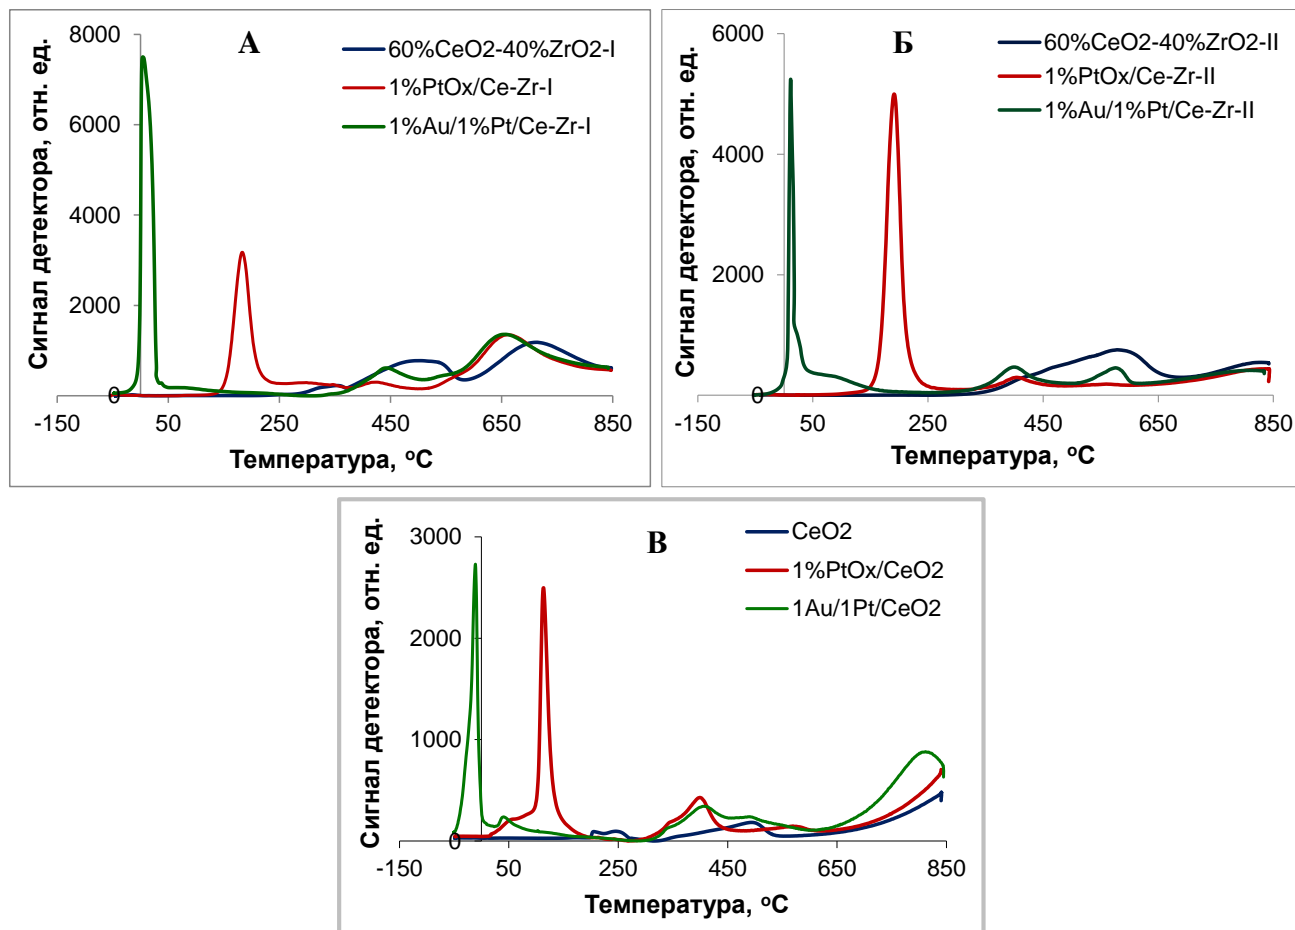 А
Сигнал детектора, отн. ед.
8000
6000
4000
2000
0
60%CeO2-40%ZrO2-I
1%PtOx/Ce-Zr-I
1%Au/1%Pt/Ce-Zr-I
-150 50 250 450 650 850
Температура, °С
Б
Сигнал детектора, отн. ед.
6000
4000
2000
0
60%CeO2-40%ZrO2-II
1%PtOx/Ce-Zr-II
1%Au/1%Pt/Ce-Zr-II
-150 50 250 450 650 850
Температура, °С
В
Сигнал детектора, отн. ед.
3000
2000
1000
0
CeO2
1%PtOx/CeO2
1Au/1Pt/CeO2
-150 50 250 450 650 850
Температура, °С